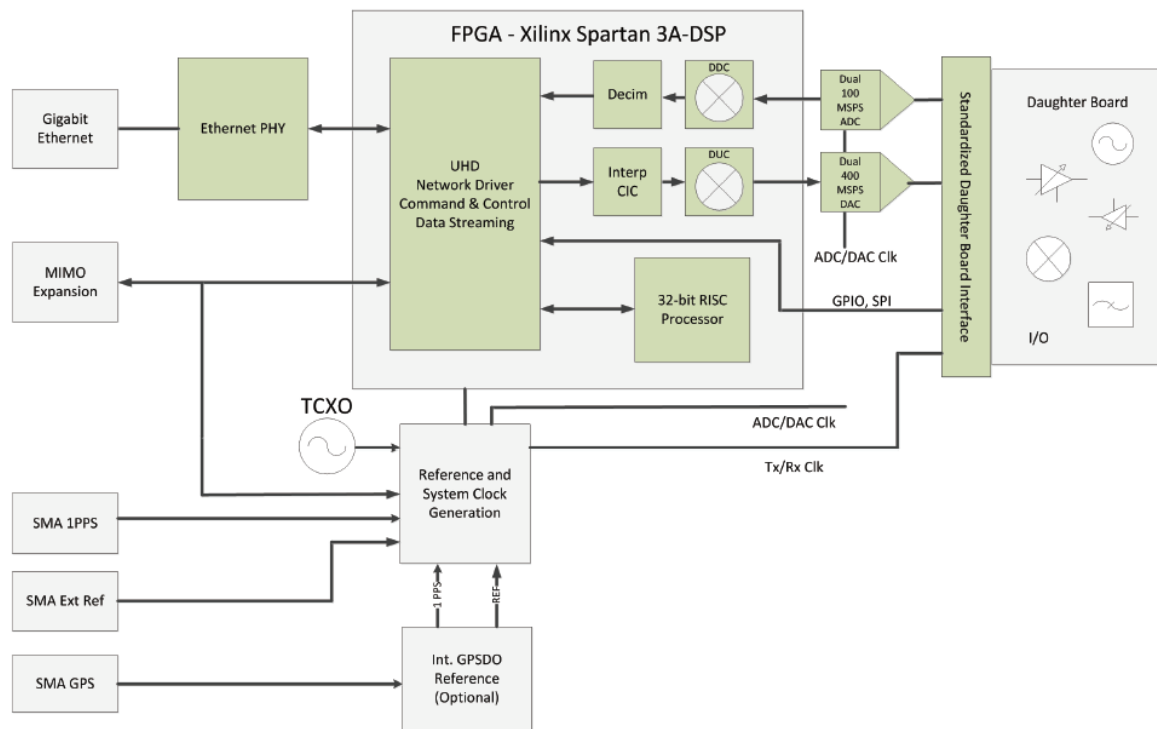 FPGA - Xilinx Spartan 3A-DSP
Gigabit
Ethernet
Ethernet PHY
UHD
Network Driver
Command & Control
Data Streaming
Decim
DDC
Dual
100
MSPS
ADC
Interp
CIC
DUC
Dual
400
MSPS
DAC
ADC/DAC Clk
Standardized Daughter Board Interface
Daughter Board
I/O
MIMO
Expansion
32-bit RISC
Processor
GPIO, SPI
TCXO
ADC/DAC Clk
Tx/Rx Clk
Reference and
System Clock
Generation
SMA 1PPS
SMA Ext Ref
1 PPS
REF
SMA GPS
Int. GPSDO
Reference
(Optional)